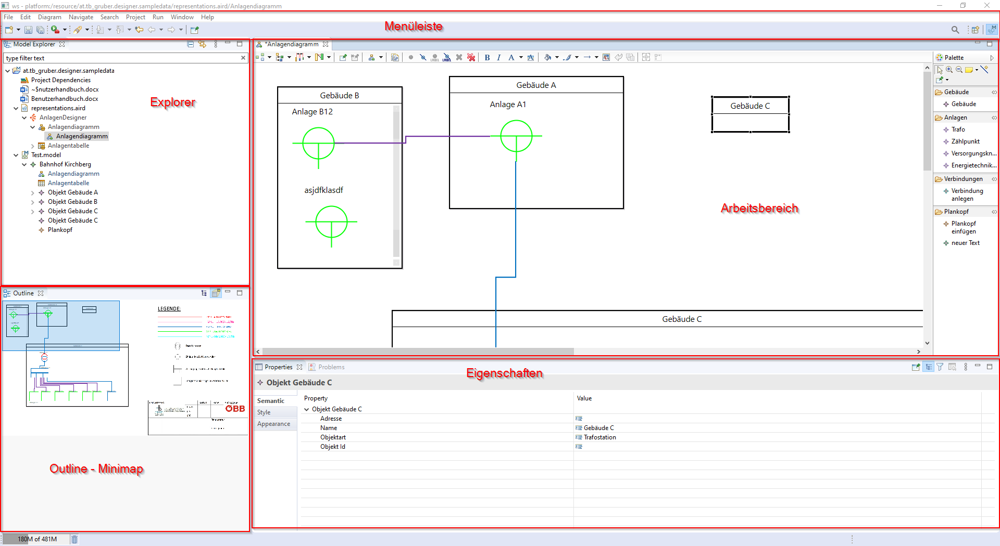 ws - platform:/resource/at.tb_gruber.designer.sampledata/representations.aird/Anlagendiagramm
File Edit Diagram Navigate Search Project Run Window Help
Menüleiste
Model Explorer
type filter text
at.tb_gruber.designer.sampledata
Project Dependencies
~$nutzerhandbuch.docx
Benutzerhandbuch.docx
representations.aird
AnlagenDesigner
Anlagendiagramm
Anlagendiagramm
Anlagentabelle
Test.model
Bahnhof Kirchberg
Anlagendiagramm
Anlagentabelle
Objekt Gebäude A
Objekt Gebäude B
Objekt Gebäude C
Objekt Gebäude C
Plankopf
Explorer
*Anlagendiagramm
LABEL LABEL
B I A A
Gebäude B
Anlage B12
asjdfklasdf
Gebäude A
Anlage A1
Gebäude C
Arbeitsbereich
Gebäude C
Palette
Gebäude
Gebäude
Anlagen
Trafo
Zählpunkt
Versorgungskn...
Energietechnik...
Verbindungen
Verbindung
anlegen
Plankopf
Plankopf
einfügen
neuer Text
Outline
LEGENDE:
ÖBB
Outline - Minimap
Properties Problems
Eigenschaften
Objekt Gebäude C
Semantic
Style
Appearance
Property Value
Objekt Gebäude C
Adresse
Name Gebäude C
Objektart Trafostation
Objekt Id
180M of 481M